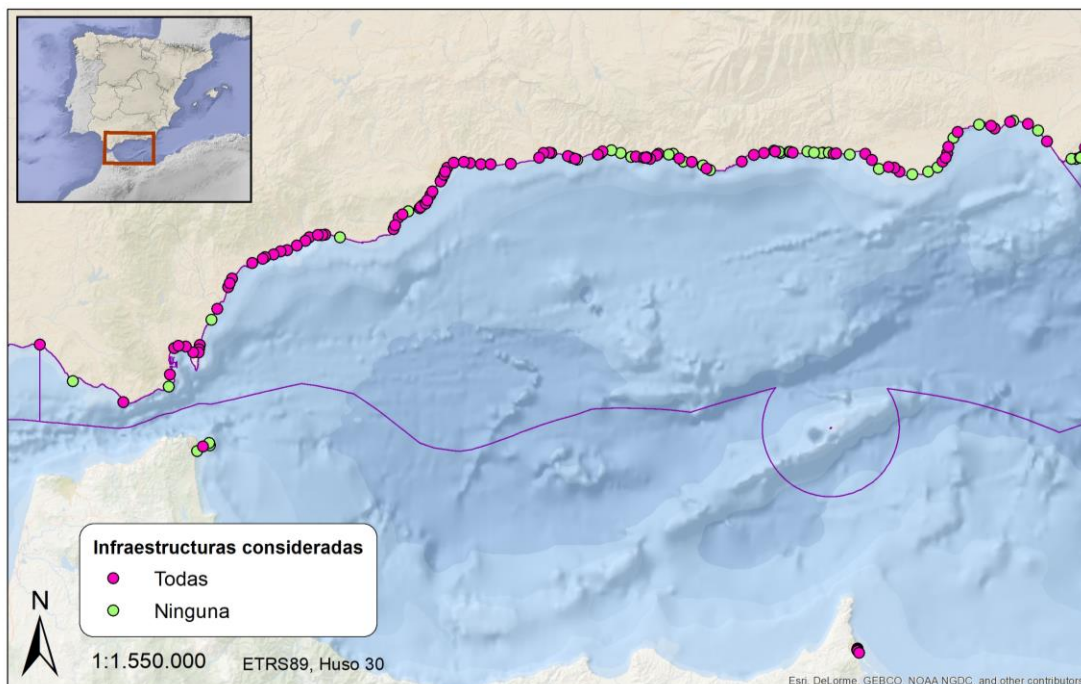 Infraestructuras consideradas
Todas
Ninguna
N
1:1.550.000
ETRS89, Huso 30
Esri, DeLorme, GEBCO, NOAA NGDC, and other contributors